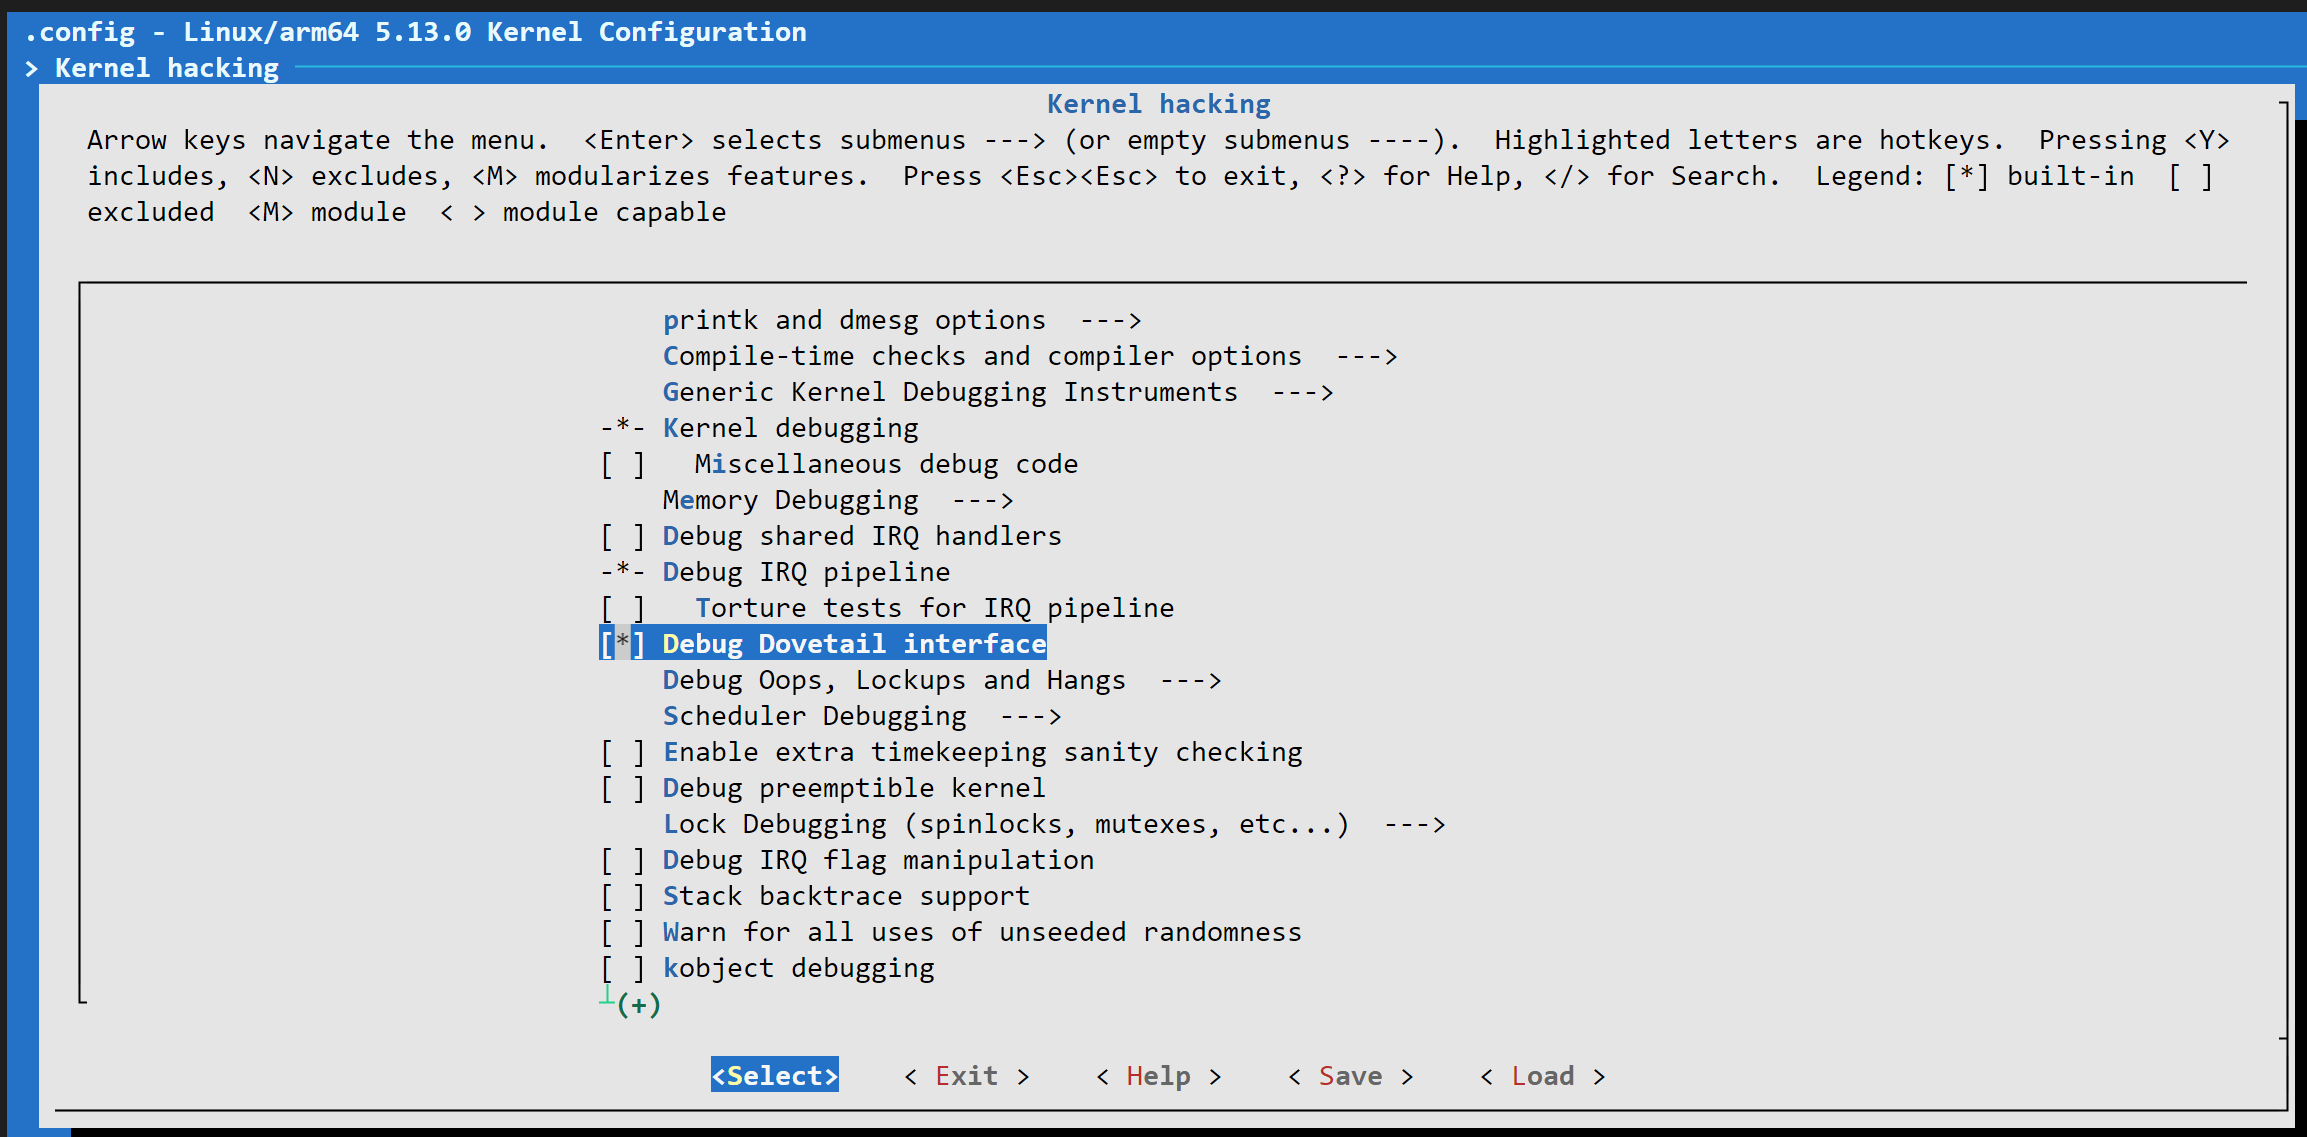 .config - Linux/arm64 5.13.0 Kernel Configuration
> Kernel hacking
Kernel hacking
Arrow keys navigate the menu.  <Enter> selects submenus ---> (or empty submenus ----).  Highlighted letters are hotkeys.  Pressing <Y>
includes, <N> excludes, <M> modularizes features.  Press <Esc><Esc> to exit, <?> for Help, </> for Search.  Legend: [*] built-in  [ ]
excluded  <M> module  < > module capable
printk and dmesg options  --->
Compile-time checks and compiler options  --->
Generic Kernel Debugging Instruments  --->
-*- Kernel debugging
[ ]   Miscellaneous debug code
Memory Debugging  --->
[ ] Debug shared IRQ handlers
-*- Debug IRQ pipeline
[ ]   Torture tests for IRQ pipeline
[*] Debug Dovetail interface
Debug Oops, Lockups and Hangs  --->
Scheduler Debugging  --->
[ ] Enable extra timekeeping sanity checking
[ ] Debug preemptible kernel
Lock Debugging (spinlocks, mutexes, etc...)  --->
[ ] Debug IRQ flag manipulation
[ ] Stack backtrace support
[ ] Warn for all uses of unseeded randomness
[ ] kobject debugging
(+)
<Select>    < Exit >    < Help >    < Save >    < Load >